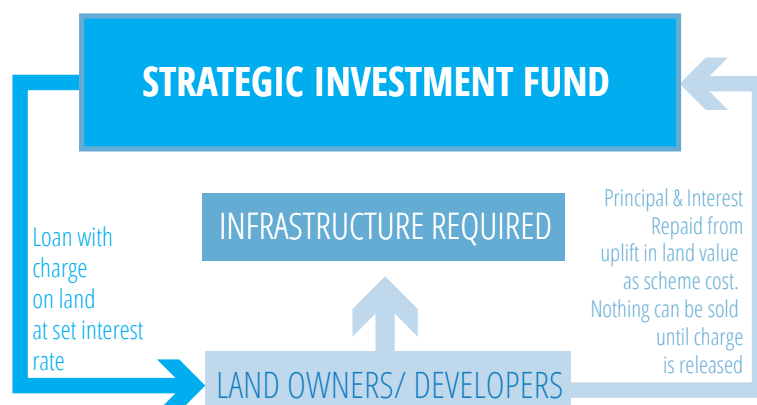 STRATEGIC INVESTMENT FUND
INFRASTRUCTURE REQUIRED
Loan with
charge
on land
at set interest
rate
Principal & Interest
Repaid from
uplift in land value
as scheme cost.
Nothing can be sold
until charge
is released
LAND OWNERS/ DEVELOPERS